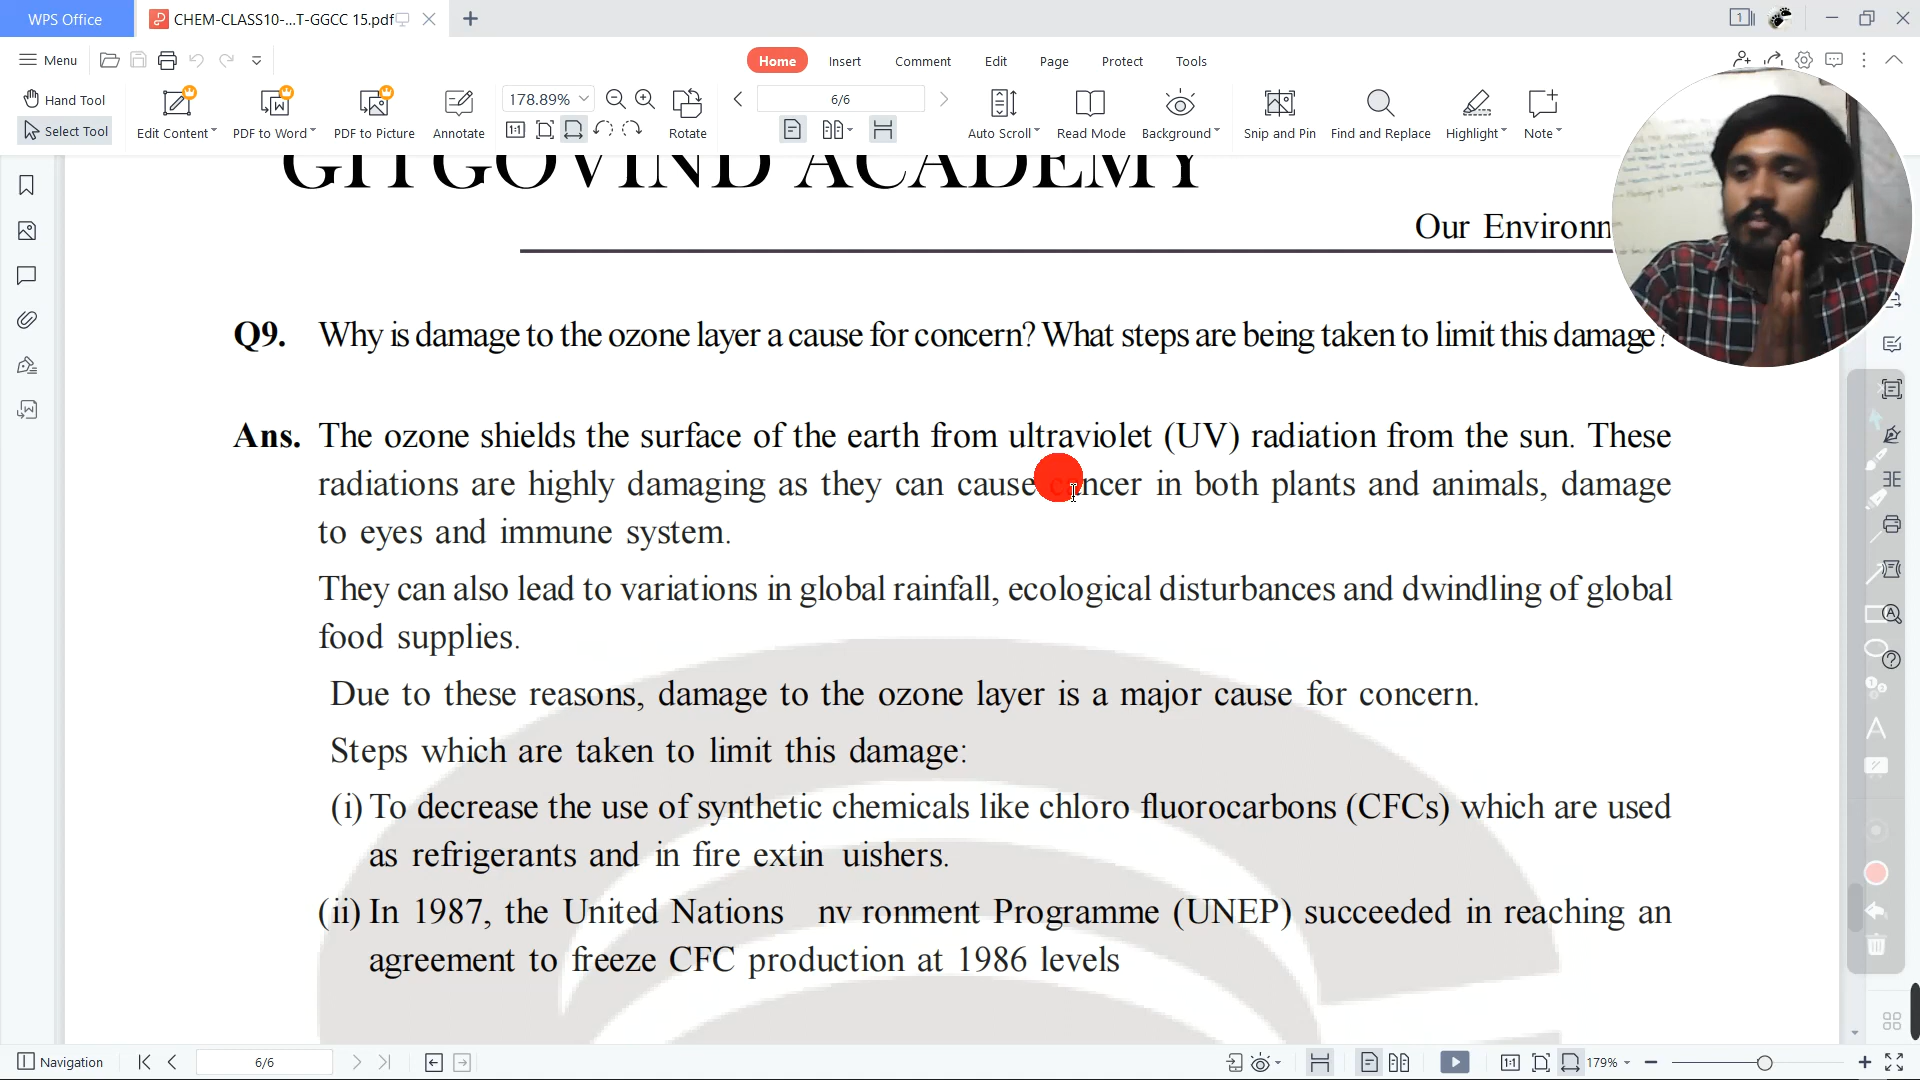 WPS Office
CHEM-CLASS10-...T-GGCC 15.pdf
Menu
Home Insert Comment Edit Page Protect Tools
Hand Tool
Select Tool
Edit Content
PDF to Word
PDF to Picture
Annotate
178.89%
Rotate
6/6
Auto Scroll
Read Mode
Background
Snip and Pin
Find and Replace
Highlight
Note
GITGOVIND ACADEMY
Our Environm
Q9. Why is damage to the ozone layer a cause for concern? What steps are being taken to limit this damage?
Ans. The ozone shields the surface of the earth from ultraviolet (UV) radiation from the sun. These
radiations are highly damaging as they can cause cancer in both plants and animals, damage
to eyes and immune system.
They can also lead to variations in global rainfall, ecological disturbances and dwindling of global
food supplies.
Due to these reasons, damage to the ozone layer is a major cause for concern.
Steps which are taken to limit this damage:
(i) To decrease the use of synthetic chemicals like chloro fluorocarbons (CFCs) which are used
as refrigerants and in fire extin uishers.
(ii) In 1987, the United Nations nv ronment Programme (UNEP) succeeded in reaching an
agreement to freeze CFC production at 1986 levels
Navigation
6/6
179%